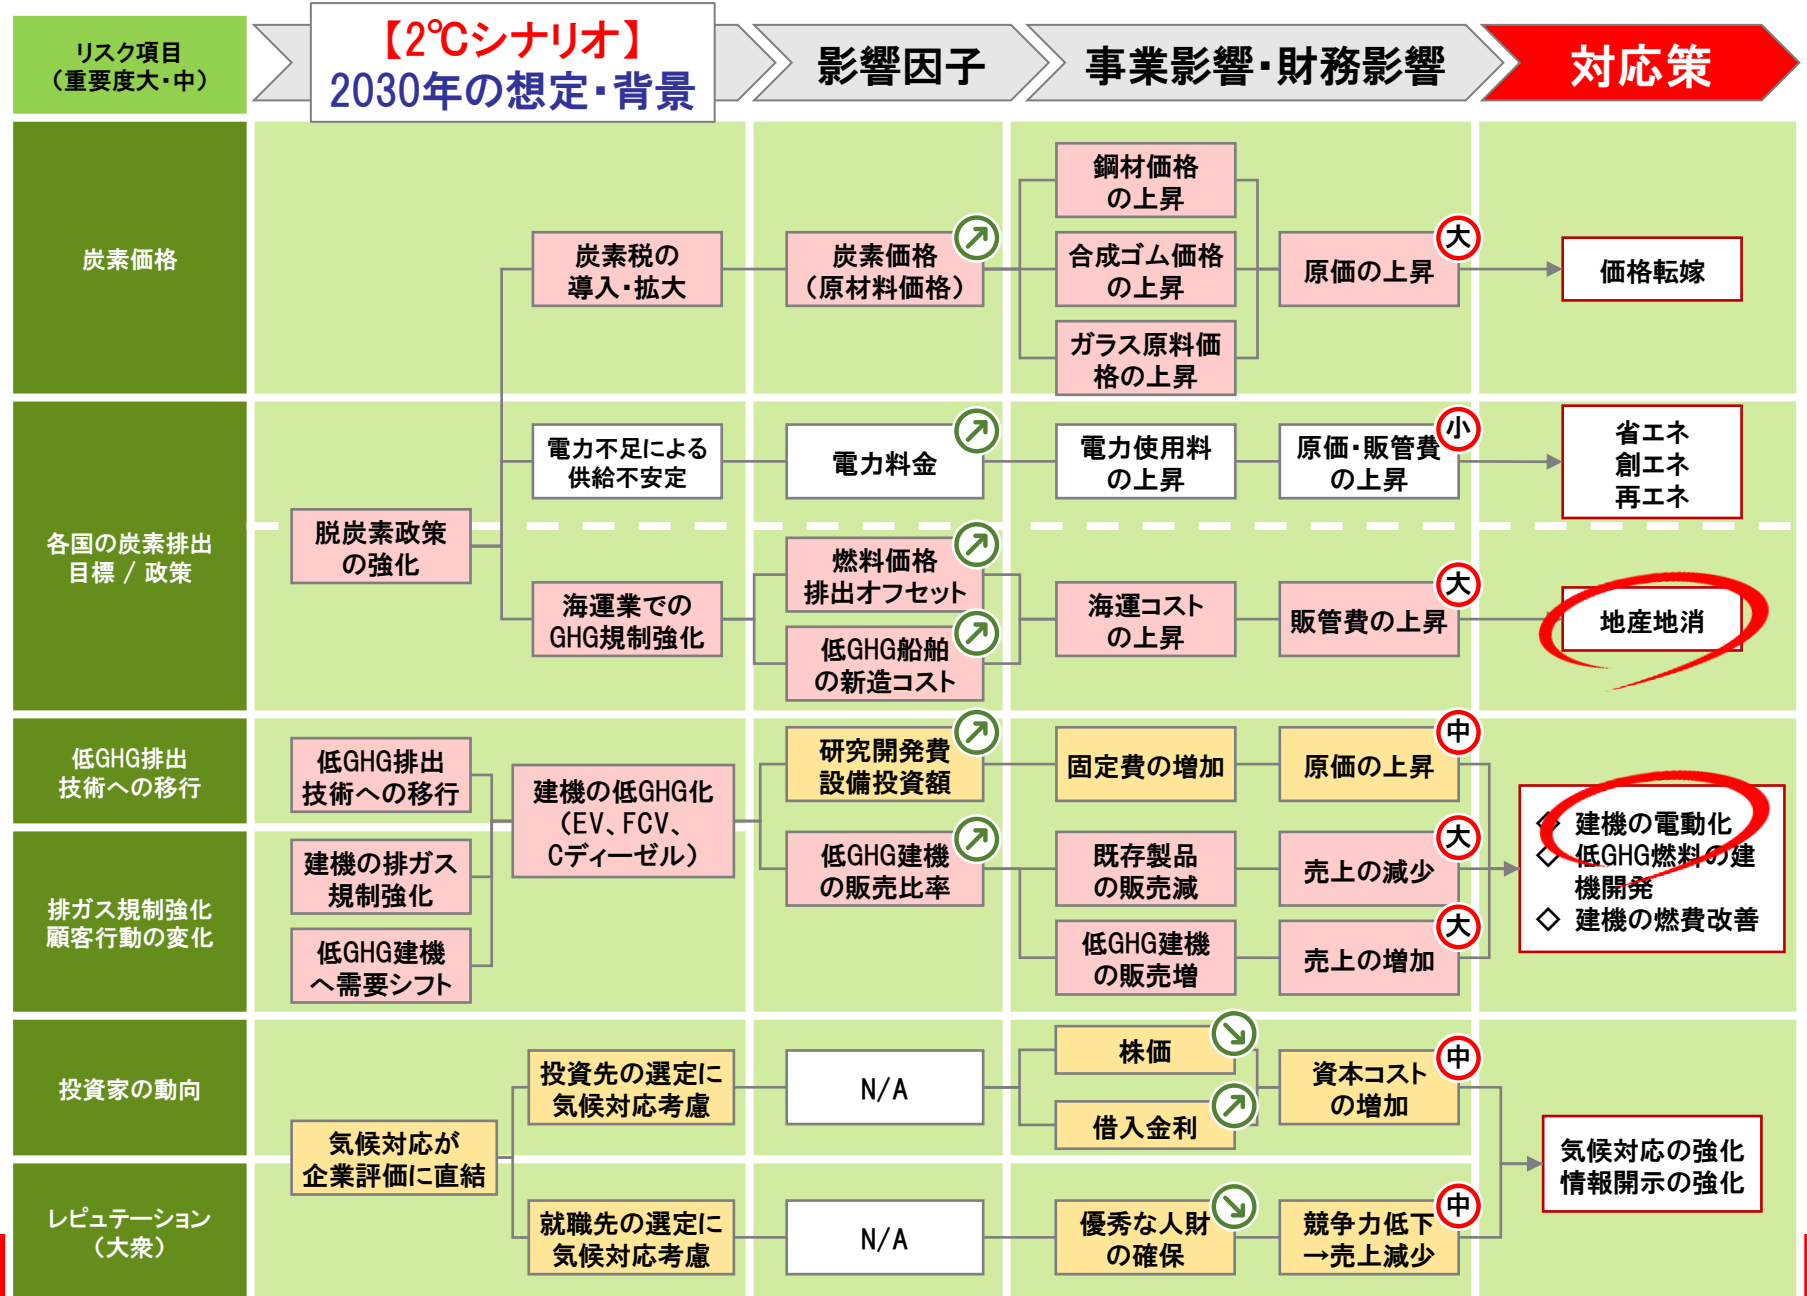 リスク項目
（重要度大・中）
【2℃シナリオ】
2030年の想定・背景
影響因子
事業影響・財務影響
対応策
炭素価格
炭素税の
導入・拡大
炭素価格
（原材料価格）
鋼材価格
の上昇
合成ゴム価格
の上昇
ガラス原料価
格の上昇
原価の上昇
大
価格転嫁
各国の炭素排出
目標 / 政策
脱炭素政策
の強化
電力不足による
供給不安定
電力料金
電力使用料
の上昇
原価・販管費
の上昇
小
省エネ
創エネ
再エネ
海運業での
GHG規制強化
燃料価格
排出オフセット
低GHG船舶
の新造コスト
海運コスト
の上昇
販管費の上昇
大
地産地消
低GHG排出
技術への移行
低GHG排出
技術への移行
建機の低GHG化
（EV、FCV、
Cディーゼル）
研究開発費
設備投資額
固定費の増加
原価の上昇
中
排ガス規制強化
顧客行動の変化
建機の排ガス
規制強化
低GHG建機
へ需要シフト
低GHG建機
の販売比率
既存製品
の販売減
売上の減少
大
低GHG建機
の販売増
売上の増加
大
◇ 建機の電動化
◇ 低GHG燃料の建
機開発
◇ 建機の燃費改善
投資家の動向
気候対応が
企業評価に直結
投資先の選定に
気候対応考慮
N/A
株価
借入金利
資本コスト
の増加
中
気候対応の強化
情報開示の強化
レピュテーション
（大衆）
就職先の選定に
気候対応考慮
N/A
優秀な人財
の確保
競争力低下
→売上減少
中